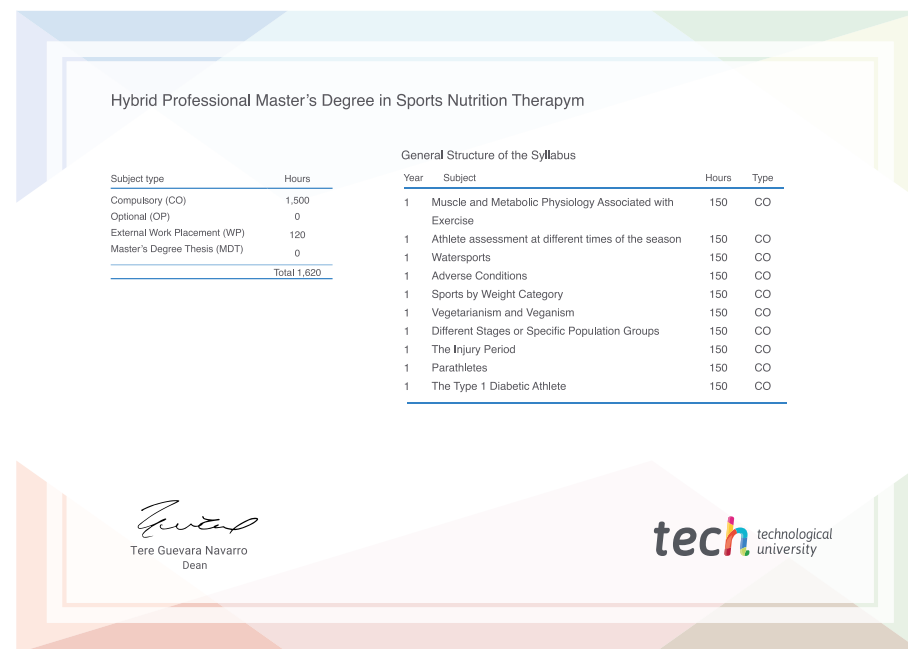 Hybrid Professional Master's Degree in Sports Nutrition Therapym
General Structure of the Syllabus
Subject type Hours
Compulsory (CO) 1,500
Optional (OP) 0
External Work Placement (WP) 120
Master's Degree Thesis (MDT) 0
Total 1,620
Year Subject Hours Type
1 Muscle and Metabolic Physiology Associated with 150 CO
Exercise
1 Athlete assessment at different times of the season 150 CO
1 Watersports 150 CO
1 Adverse Conditions 150 CO
1 Sports by Weight Category 150 CO
1 Vegetarianism and Veganism 150 CO
1 Different Stages or Specific Population Groups 150 CO
1 The Injury Period 150 CO
1 Parathletes 150 CO
1 The Type 1 Diabetic Athlete 150 CO
Tere Guevara Navarro
Dean
tech technological
university